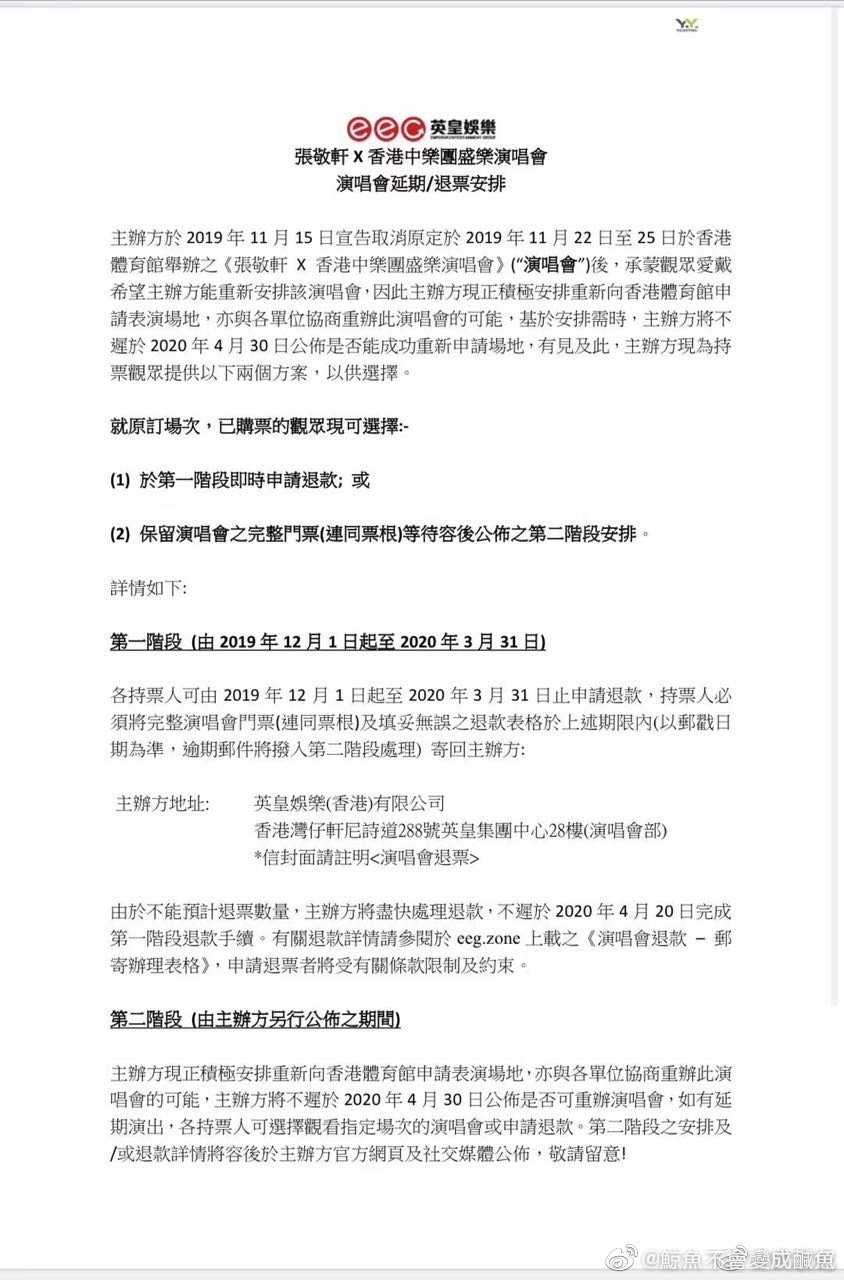 Y.Y.
eeg 英皇娛樂
EMPEROR ENTERTAINMENT GROUP
張敬軒 X 香港中樂團盛樂演唱會
演唱會延期/退票安排
主辦方於 2019 年 11 月 15 日宣告取消原定於 2019 年 11 月 22 日至 25 日於香港
體育館舉辦之《張敬軒 X 香港中樂團盛樂演唱會》(“演唱會”)後，承蒙觀眾愛戴
希望主辦方能重新安排該演唱會，因此主辦方現正積極安排重新向香港體育館申
請表演場地，亦與各單位協商重辦此演唱會的可能，基於安排需時，主辦方將不
遲於 2020 年 4 月 30 日公佈是否能成功重新申請場地，有見及此，主辦方現為持
票觀眾提供以下兩個方案，以供選擇。
就原訂場次，已購票的觀眾現可選擇:-
(1) 於第一階段即時申請退款; 或
(2) 保留演唱會之完整門票(連同票根)等待容後公佈之第二階段安排。
詳情如下:
第一階段 (由 2019 年 12 月 1 日起至 2020 年 3 月 31 日)
各持票人可由 2019 年 12 月 1 日起至 2020 年 3 月 31 日止申請退款，持票人必
須將完整演唱會門票(連同票根)及填妥無誤之退款表格於上述期限內(以郵戳日
期為準，逾期郵件將撥入第二階段處理) 寄回主辦方:
主辦方地址: 英皇娛樂(香港)有限公司
香港灣仔軒尼詩道288號英皇集團中心28樓(演唱會部)
*信封面請註明<演唱會退票>
由於不能預計退票數量，主辦方將盡快處理退款，不遲於 2020 年 4 月 20 日完成
第一階段退款手續。有關退款詳情請參閱於 eeg.zone 上載之《演唱會退款 – 郵
寄辦理表格》，申請退票者將受有關條款限制及約束。
第二階段 (由主辦方另行公佈之期間)
主辦方現正積極安排重新向香港體育館申請表演場地，亦與各單位協商重辦此演
唱會的可能，主辦方將不遲於 2020 年 4 月 30 日公佈是否可重辦演唱會，如有延
期演出，各持票人可選擇觀看指定場次的演唱會或申請退款。第二階段之安排及
/或退款詳情將容後於主辦方官方網頁及社交媒體公佈，敬請留意!
@鯨魚不會變成鹹魚